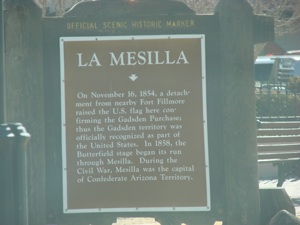 OFFICIAL SCENIC HISTORIC MARKER
LA MESILLA
On November 16, 1854, a detach-
ment from nearby Fort Fillmore
raised the U.S. flag here con-
firming the Gadsden Purchase;
thus the Gadsden territory was
officially recognized as part of
the United States. In 1858, the
Butterfield stage began its run
through Mesilla. During the
Civil War, Mesilla was the capital
of Confederate Arizona Territory.